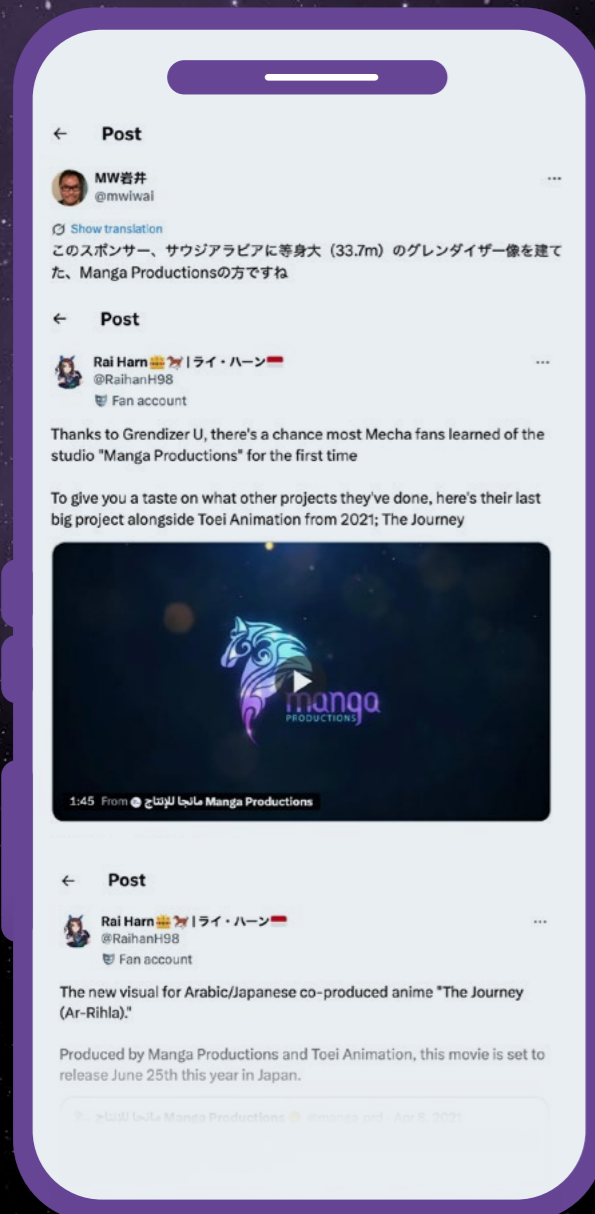 ← Post
MW岩井
@mwiwai
Show translation
このスポンサー、サウジアラビアに等身大（33.7m）のグレンダイザー像を建て
た、Manga Productionsの方ですね
← Post
Rai Harn | ライ・ハーン
@RaihanH98
Fan account
Thanks to Grendizer U, there's a chance most Mecha fans learned of the
studio "Manga Productions" for the first time
To give you a taste on what other projects they've done, here's their last
big project alongside Toei Animation from 2021; The Journey
manga
PRODUCTIONS
1:45 From مانجا للإنتاج Manga Productions
← Post
Rai Harn | ライ・ハーン
@RaihanH98
Fan account
The new visual for Arabic/Japanese co-produced anime "The Journey
(Ar-Rihla)."
Produced by Manga Productions and Toei Animation, this movie is set to
release June 25th this year in Japan.
مانجا للإنتاج Manga Productions @manga_prd · Apr 8, 2021